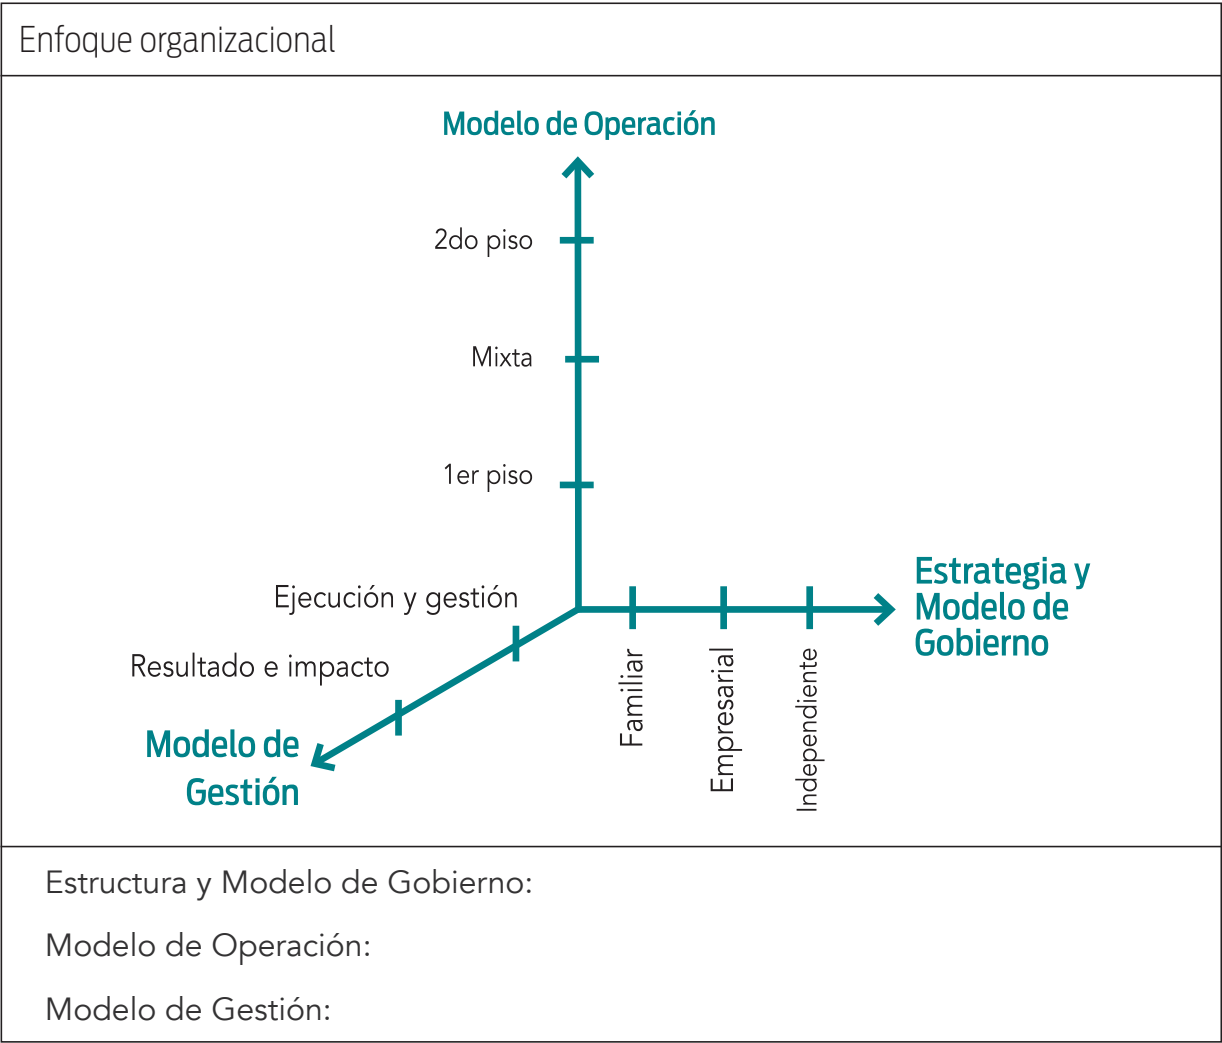 Enfoque organizacional
Modelo de Operación
2do piso
Mixta
1er piso
Ejecución y gestión
Resultado e impacto
Modelo de
Gestión
Estrategia y
Modelo de
Gobierno
Familiar
Empresarial
Independiente
Estructura y Modelo de Gobierno:
Modelo de Operación:
Modelo de Gestión: